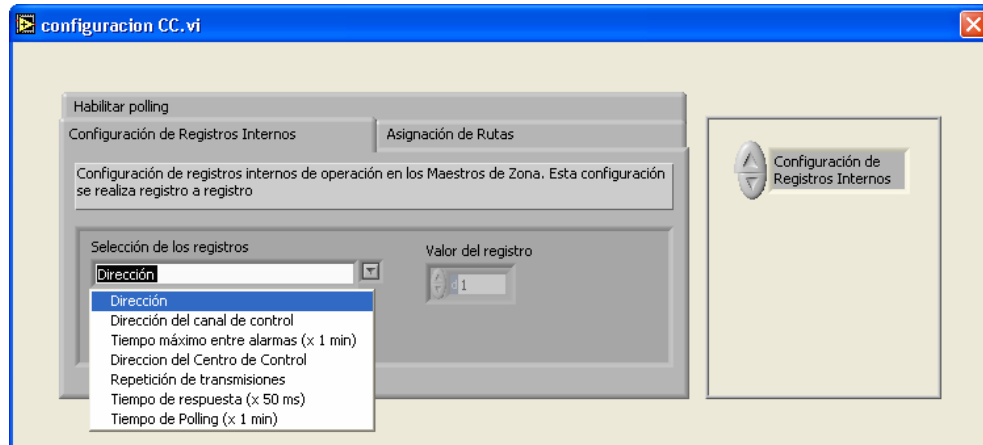 configuracion CC.vi
Habilitar polling
Configuración de Registros Internos
Asignación de Rutas
Configuración de registros internos de operación en los Maestros de Zona. Esta configuración
se realiza registro a registro
Selección de los registros
Valor del registro
Dirección
d 1
Dirección
Dirección del canal de control
Tiempo máximo entre alarmas (x 1 min)
Direccion del Centro de Control
Repetición de transmisiones
Tiempo de respuesta (x 50 ms)
Tiempo de Polling (x 1 min)
Configuración de
Registros Internos